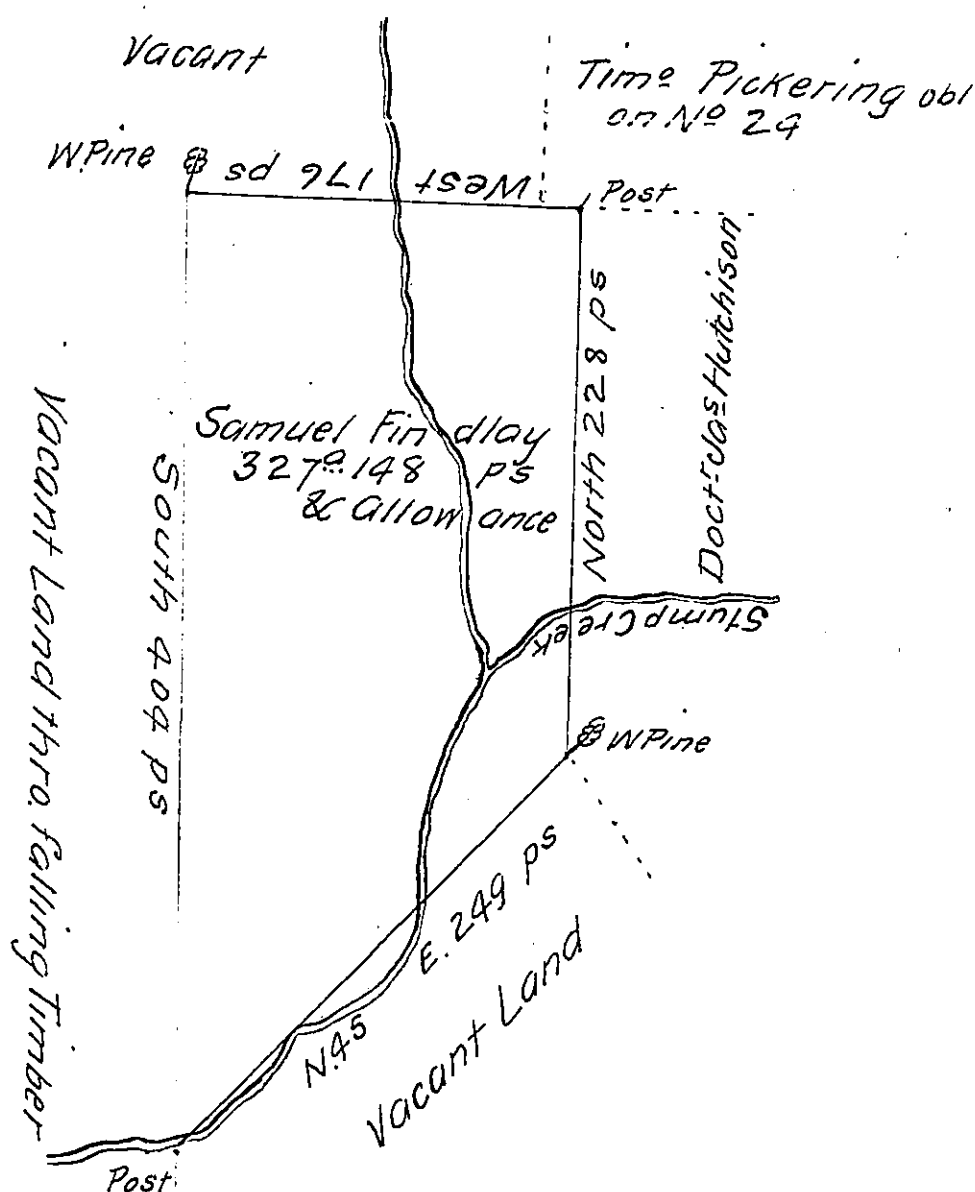 Vacant
Timº Pickering obl
on Nº 24
W.Pine
West 176 ps
Post
North 228 ps
Doctr Jas Hutchison
Samuel Findlay
327ª 148 ps
& allowance
South 404 ps
Vacant Land thro. falling Timber
Stump Creek
W Pine
N.45 E. 249 ps
Vacant Land
Post